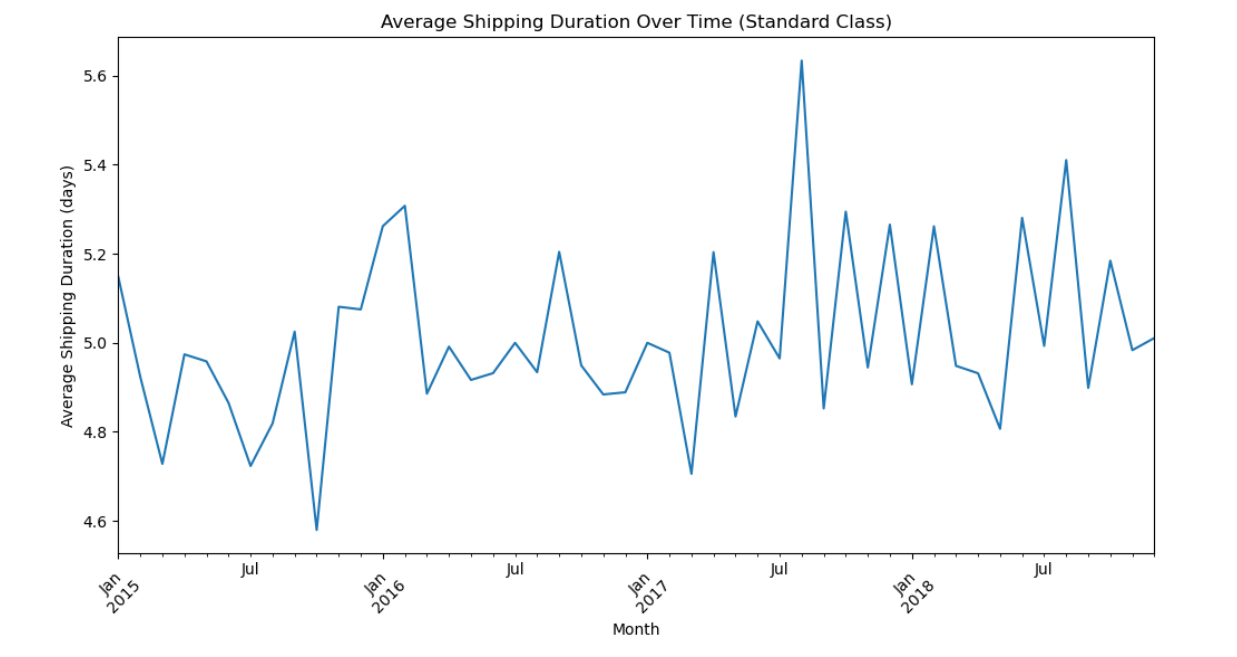 Average Shipping Duration Over Time (Standard Class)
Average Shipping Duration (days)
5.6
5.4
5.2
5.0
4.8
4.6
Jan
2015
Jul
Jan
2016
Jul
Jan
2017
Jul
Jan
2018
Jul
Month